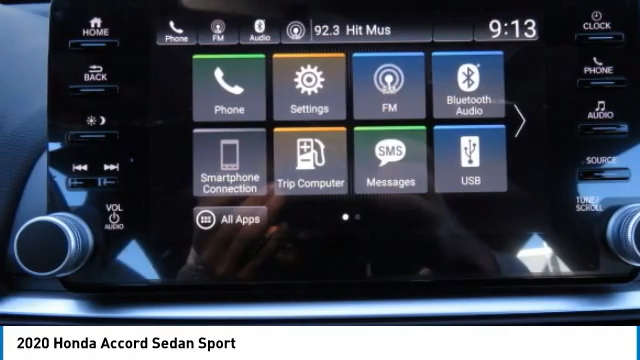 HOME
Phone
FM
Audio
92.3 Hit Mus
9:13
CLOCK
BACK
Phone
Settings
FM
Bluetooth
Audio
PHONE
AUDIO
Smartphone
Connection
Trip Computer
SMS
Messages
USB
SOURCE
VOL
AUDIO
All Apps
TUNE/
SCROLL
2020 Honda Accord Sedan Sport